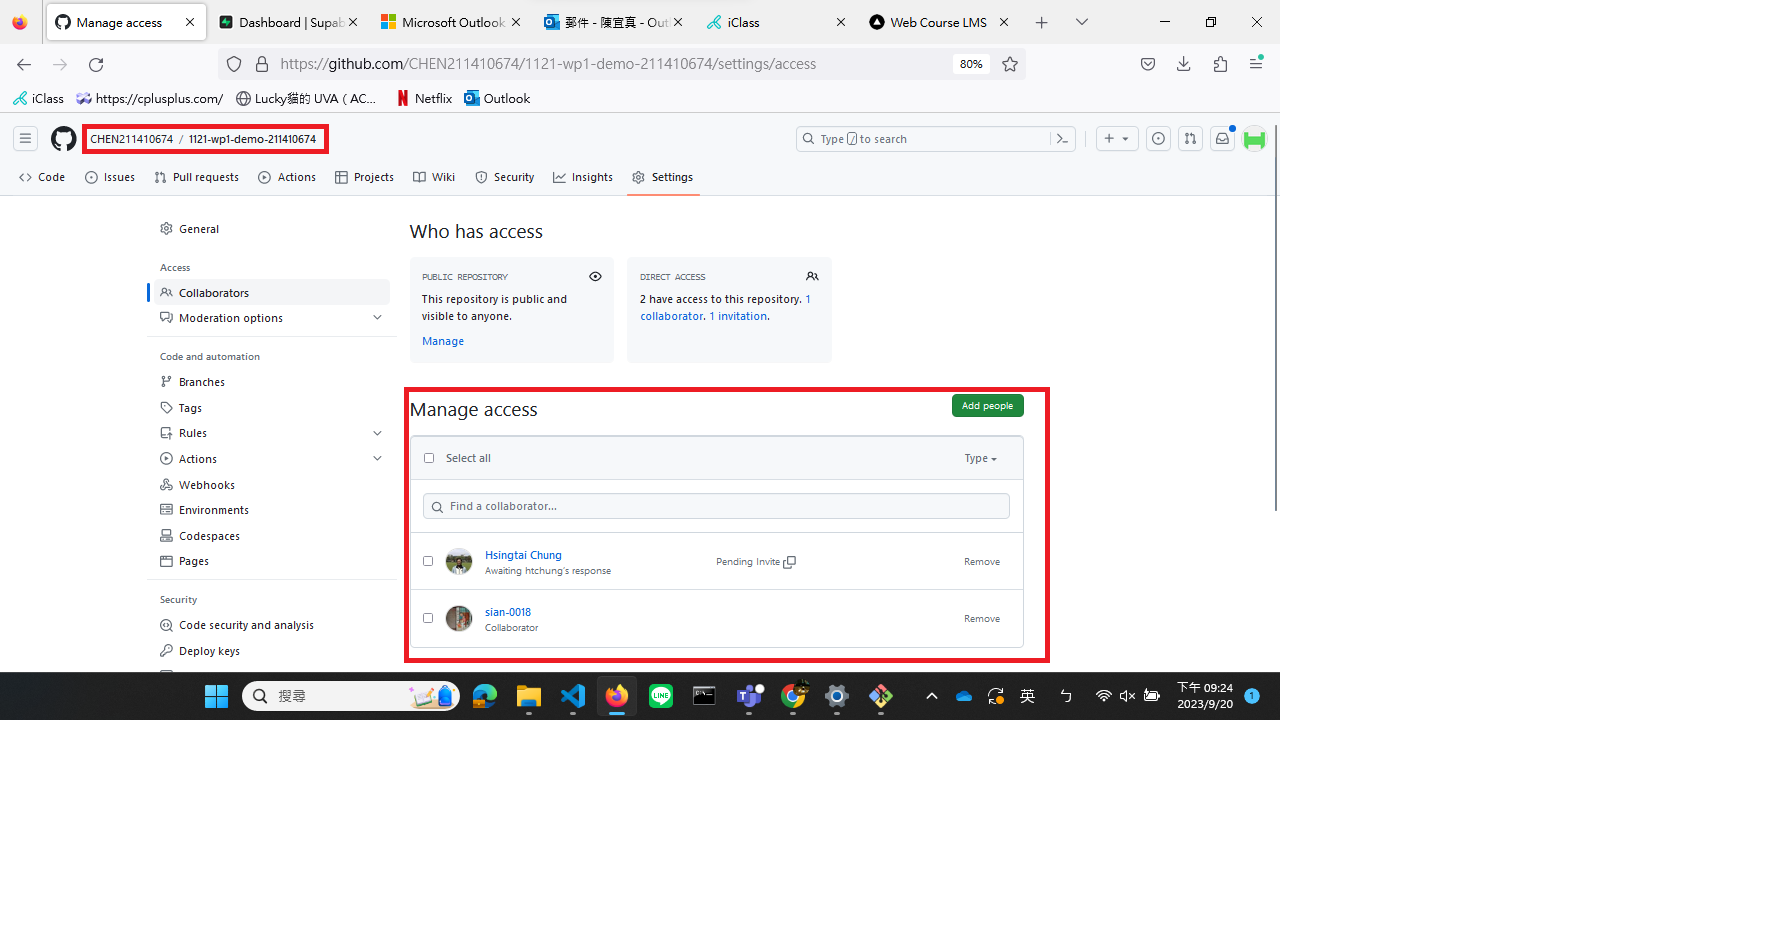 Manage access
Dashboard | Supab
Microsoft Outlook
郵件 - 陳宜真 - Outl
iClass
Web Course LMS
https://github.com/CHEN211410674/1121-wp1-demo-211410674/settings/access
80%
iClass
https://cplusplus.com/
Lucky貓的 UVA ( AC...
Netflix
Outlook
CHEN211410674 / 1121-wp1-demo-211410674
Type / to search
Code
Issues
Pull requests
Actions
Projects
Wiki
Security
Insights
Settings
General
Access
Collaborators
Moderation options
Code and automation
Branches
Tags
Rules
Actions
Webhooks
Environments
Codespaces
Pages
Security
Code security and analysis
Deploy keys
Who has access
PUBLIC REPOSITORY
This repository is public and
visible to anyone.
Manage
DIRECT ACCESS
2 have access to this repository. 1
collaborator. 1 invitation.
Manage access
Add people
Select all
Type
Find a collaborator...
Hsingtai Chung
Awaiting htchung's response
Pending Invite
Remove
sian-0018
Collaborator
Remove
搜尋
LINE
英
ㄅ
下午 09:24
2023/9/20
1